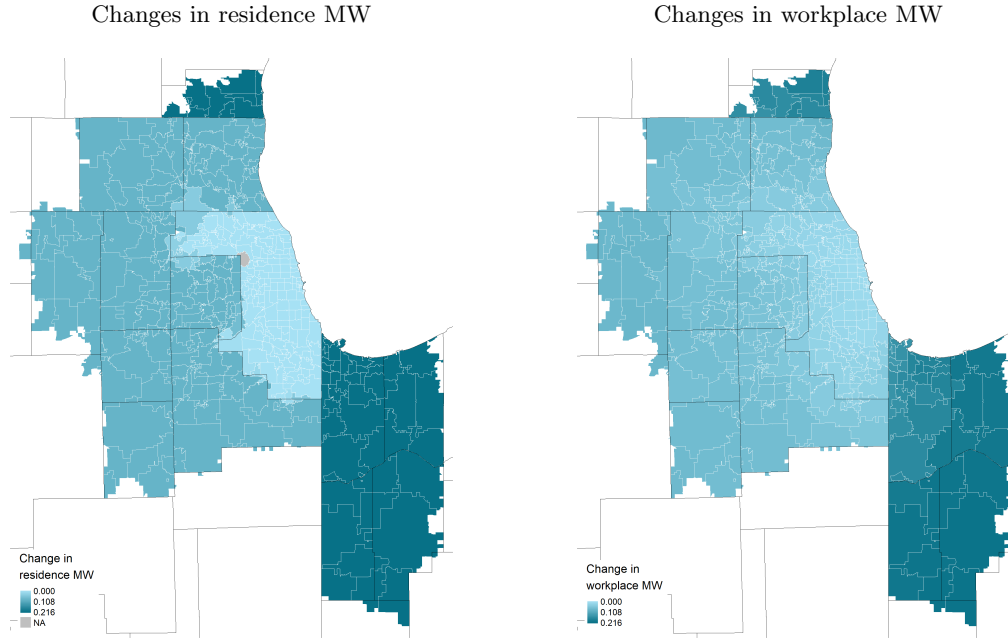 Changes in residence MW
Changes in workplace MW
Change in
residence MW
0.000
0.108
0.216
NA
Change in
workplace MW
0.000
0.108
0.216